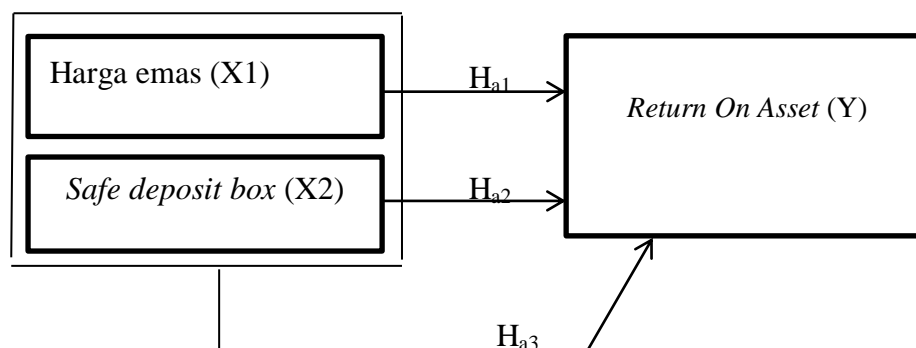 Harga emas (X1)
Ha1
Return On Asset (Y)
Safe deposit box (X2)
Ha2
Ha3